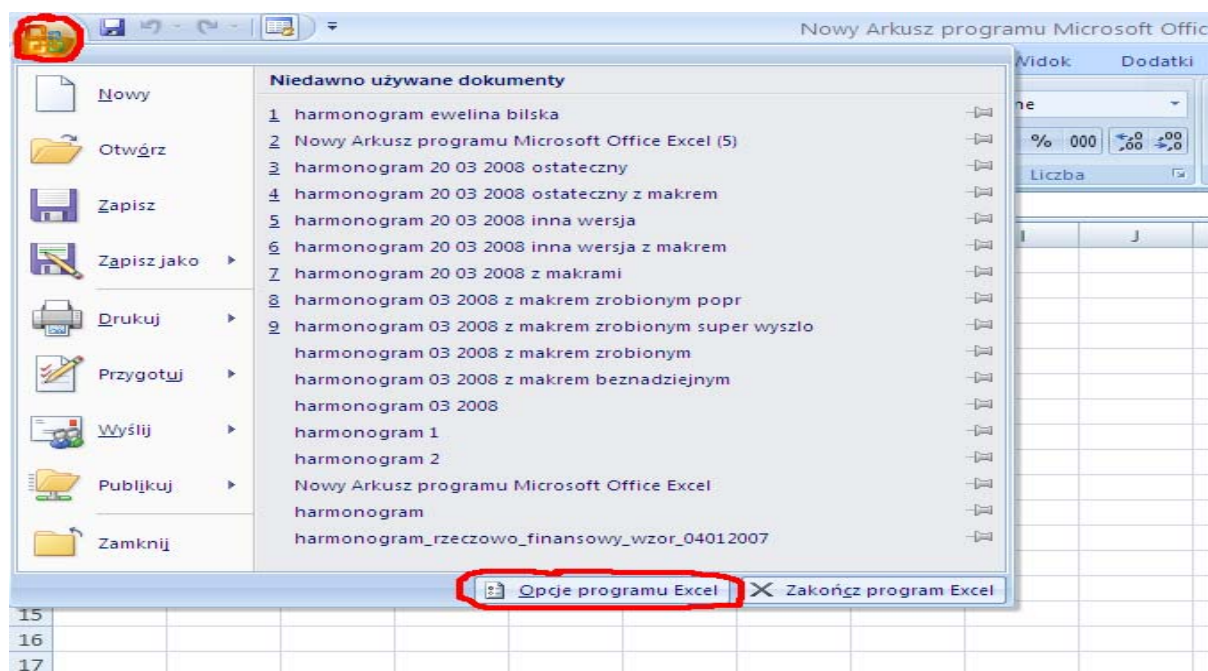 Nowy Arkusz programu Microsoft Offic
Widok Dodatki
Nowy
Otwórz
Zapisz
Zapisz jako
Drukuj
Przygotuj
Wyślij
Publikuj
Zamknij
Niedawno używane dokumenty
1 harmonogram ewelina bilska
2 Nowy Arkusz programu Microsoft Office Excel (5)
3 harmonogram 20 03 2008 ostateczny
4 harmonogram 20 03 2008 ostateczny z makrem
5 harmonogram 20 03 2008 inna wersja
6 harmonogram 20 03 2008 inna wersja z makrem
7 harmonogram 20 03 2008 z makrami
8 harmonogram 03 2008 z makrem zrobionym popr
9 harmonogram 03 2008 z makrem zrobionym super wyszlo
harmonogram 03 2008 z makrem zrobionym
harmonogram 03 2008 z makrem beznadziejnym
harmonogram 03 2008
harmonogram 1
harmonogram 2
Nowy Arkusz programu Microsoft Office Excel
harmonogram
harmonogram_rzeczowo_finansowy_wzor_04012007
Opcje programu Excel
Zakończ program Excel
ne
% 000 ,00 ,00
Liczba
I J
15
16
17